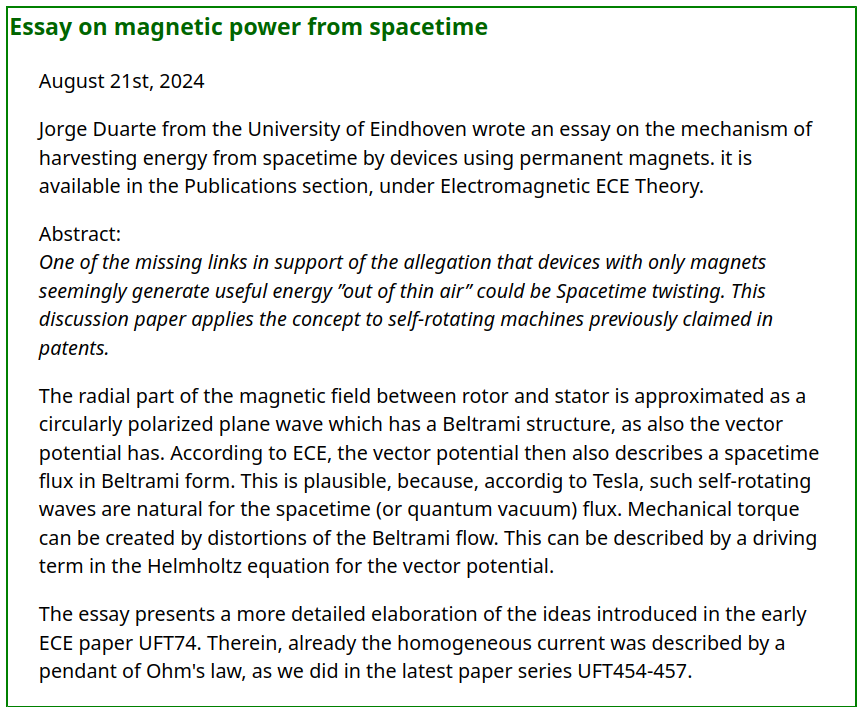 Essay on magnetic power from spacetime
August 21st, 2024
Jorge Duarte from the University of Eindhoven wrote an essay on the mechanism of
harvesting energy from spacetime by devices using permanent magnets. it is
available in the Publications section, under Electromagnetic ECE Theory.
Abstract:
One of the missing links in support of the allegation that devices with only magnets
seemingly generate useful energy ”out of thin air” could be Spacetime twisting. This
discussion paper applies the concept to self-rotating machines previously claimed in
patents.
The radial part of the magnetic field between rotor and stator is approximated as a
circularly polarized plane wave which has a Beltrami structure, as also the vector
potential has. According to ECE, the vector potential then also describes a spacetime
flux in Beltrami form. This is plausible, because, accordig to Tesla, such self-rotating
waves are natural for the spacetime (or quantum vacuum) flux. Mechanical torque
can be created by distortions of the Beltrami flow. This can be described by a driving
term in the Helmholtz equation for the vector potential.
The essay presents a more detailed elaboration of the ideas introduced in the early
ECE paper UFT74. Therein, already the homogeneous current was described by a
pendant of Ohm's law, as we did in the latest paper series UFT454-457.